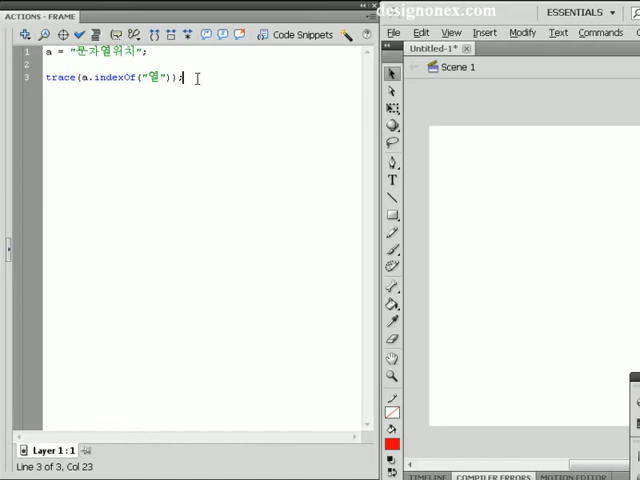 designonex.com
ACTIONS - FRAME
ESSENTIALS
Code Snippets
File Edit View Insert Modify Text Commands
1 a = "문자열위치";
2
3 trace(a.indexOf("열"));
Untitled-1*
Scene 1
Layer 1 : 1
Line 3 of 3, Col 23
TIMELINE COMPILER ERRORS MOTION EDITOR